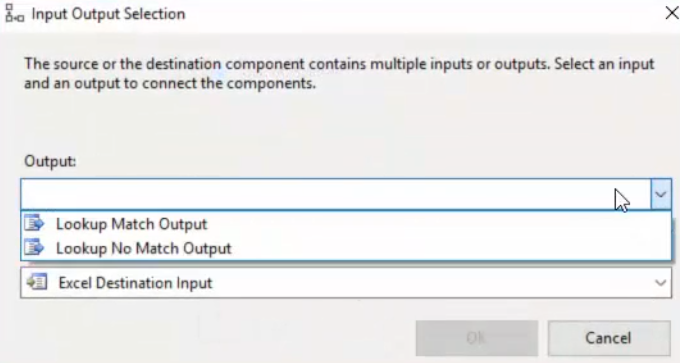 Input Output Selection
The source or the destination component contains multiple inputs or outputs. Select an input
and an output to connect the components.
Output:
Lookup Match Output
Lookup No Match Output
Excel Destination Input
Ok
Cancel